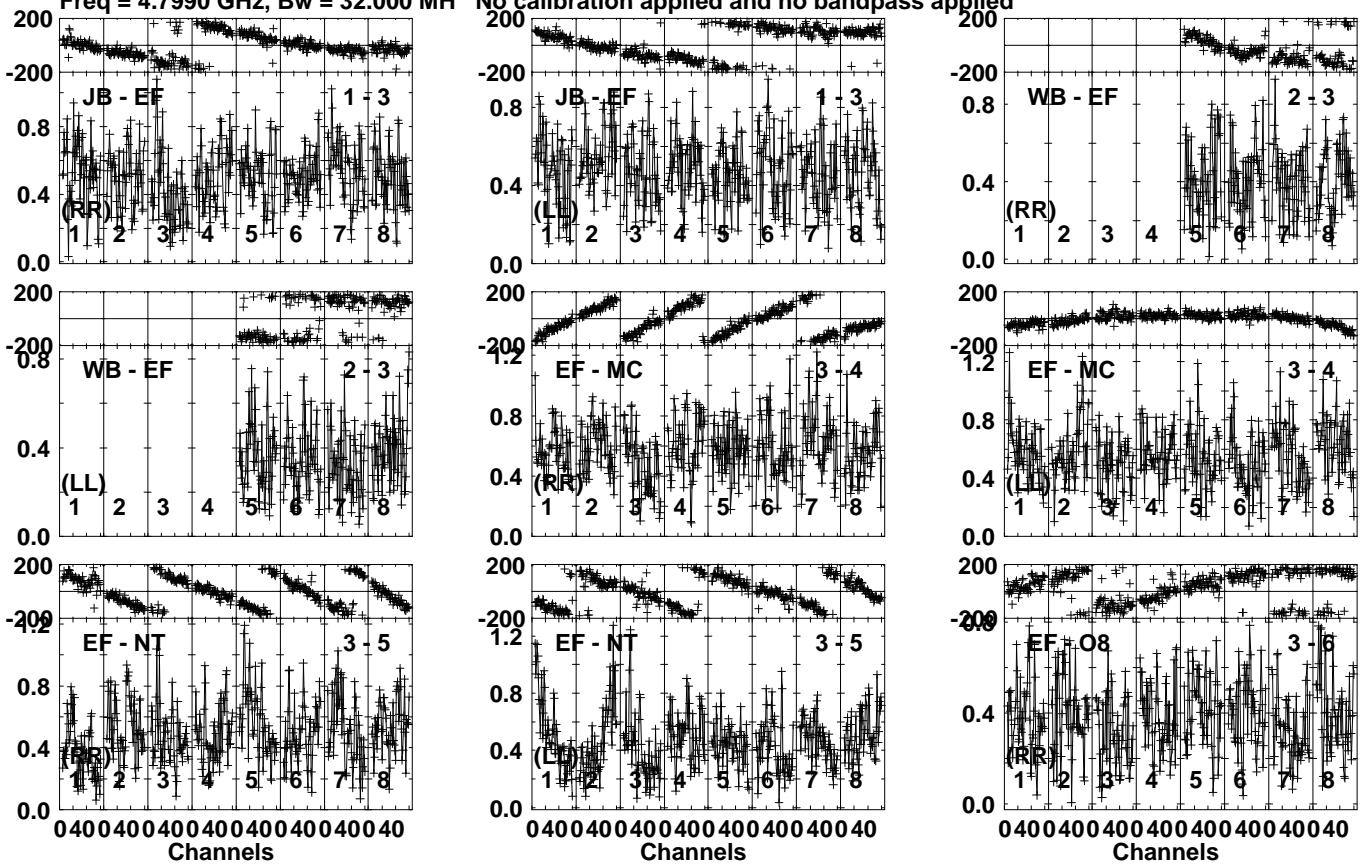 Freq = 4.7990 GHz, Bw = 32.000 MH No calibration applied and no bandpass applied
200 200 200
-200 -200 -200
JB - EF 1 - 3 JB - EF 1 - 3 WB - EF 2 - 3
0.8 0.8 0.8
0.4 0.4 0.4
(RR) (LL) (RR)
1 2 3 4 5 6 7 8 1 2 3 4 5 6 7 8 1 2 3 4 5 6 7 8
0.0 0.0 0.0
200 200 200
-200 -200 -200
0.8 1.2 1.2
WB - EF 2 - 3 EF - MC 3 - 4 EF - MC 3 - 4
0.8 0.8
0.4 0.4 0.4
(LL) (RR) (LL)
1 2 3 4 5 6 7 8 1 2 3 4 5 6 7 8 1 2 3 4 5 6 7 8
0.0 0.0 0.0
200 200 200
-200 -200 -200
1.2 1.2 0.8
EF - NT 3 - 5 EF - NT 3 - 5 EF - O8 3 - 6
0.8 0.8
0.4 0.4 0.4
(RR) (LL) (RR)
1 2 3 4 5 6 7 8 1 2 3 4 5 6 7 8 1 2 3 4 5 6 7 8
0.0 0.0 0.0
0 40 0 40 0 40 0 40 0 40 0 40 0 40 0 40 0 40 0 40 0 40 0 40 0 40 0 40 0 40 0 40 0 40 0 40 0 40 0 40 0 40 0 40 0 40 0 40
Channels Channels Channels